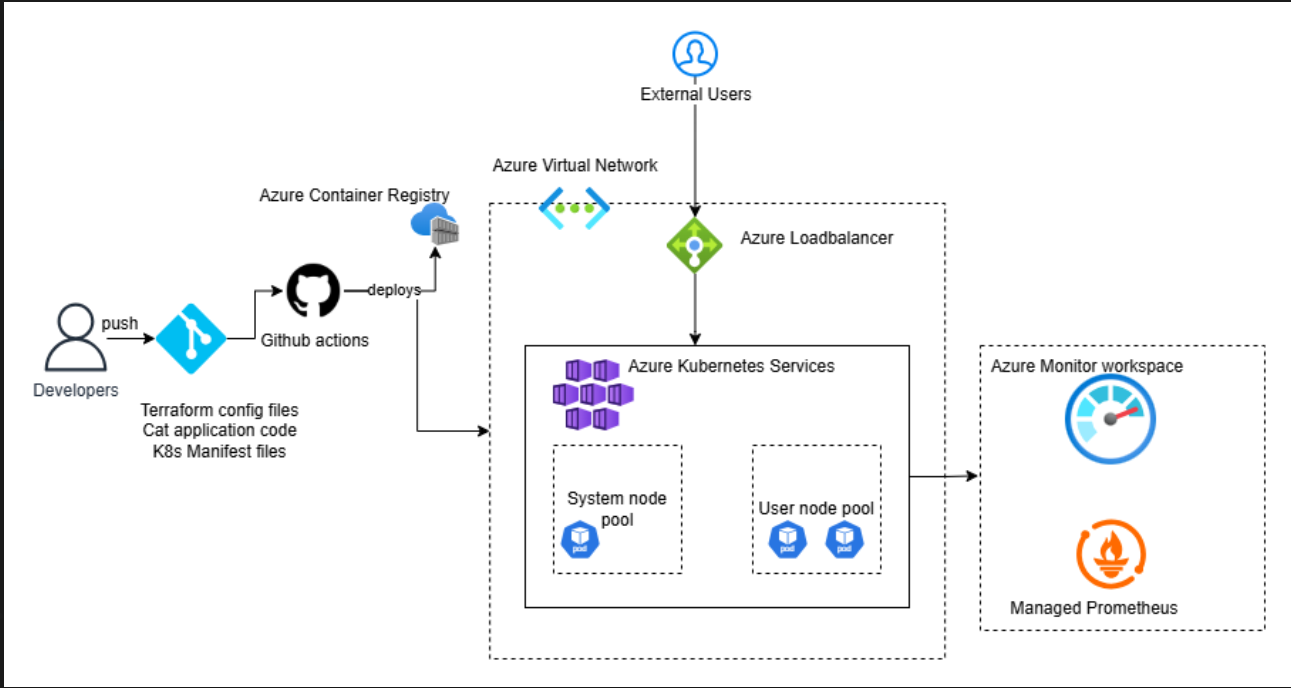 External Users
Azure Virtual Network
Azure Container Registry
Azure Loadbalancer
deploys
push
Github actions
Developers
Terraform config files
Cat application code
K8s Manifest files
Azure Kubernetes Services
System node
pool
pod
User node pool
pod
pod
Azure Monitor workspace
Managed Prometheus